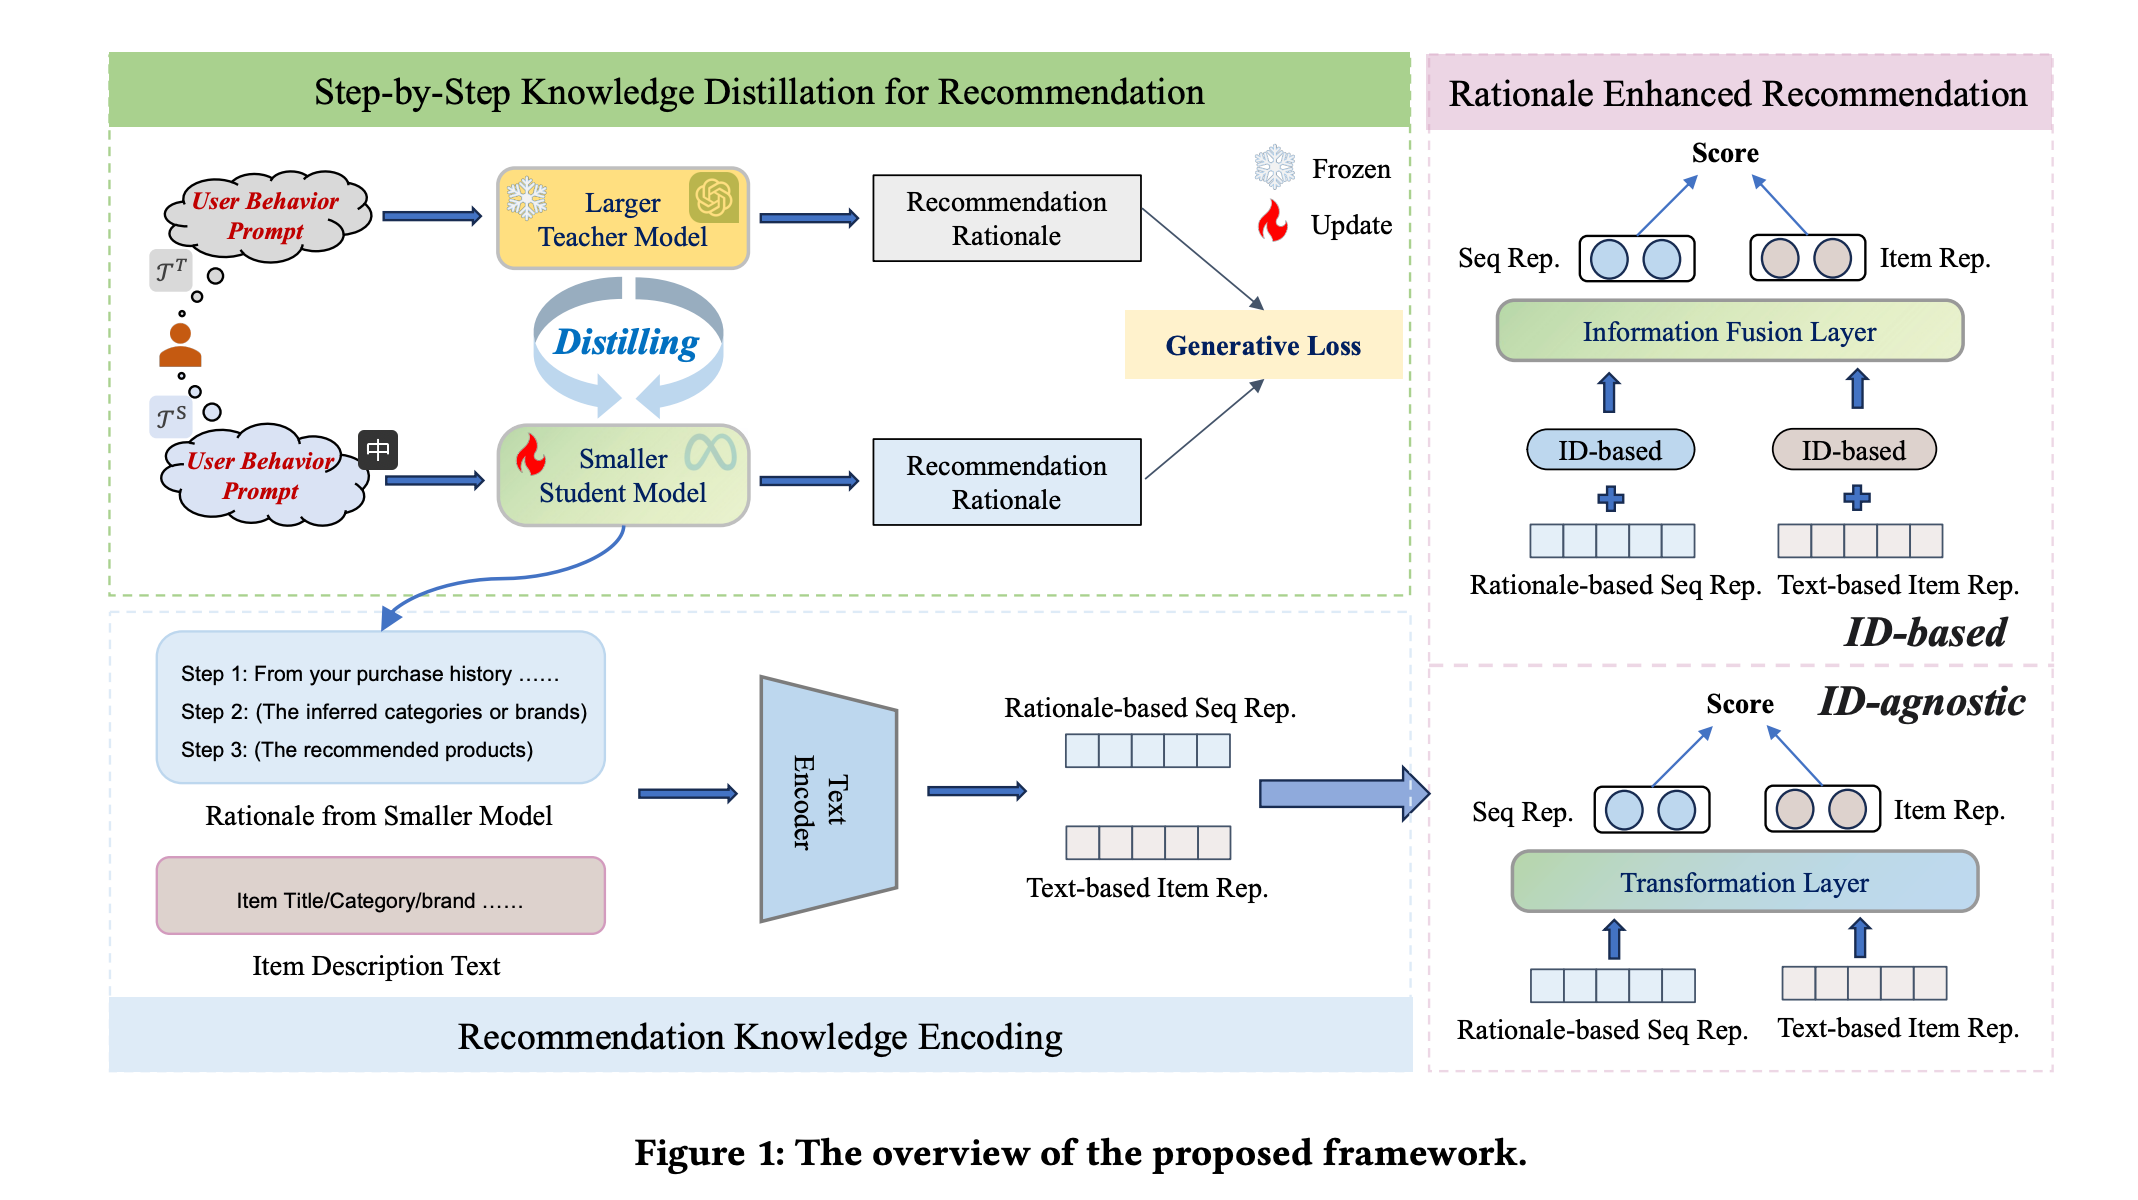 Step-by-Step Knowledge Distillation for Recommendation
User Behavior
Prompt
𝒯ᵀ
Larger
Teacher Model
Recommendation
Rationale
Frozen
Update
Distilling
Generative Loss
𝒯ˢ
User Behavior
Prompt
中
Smaller
Student Model
Recommendation
Rationale
Step 1: From your purchase history ……
Step 2: (The inferred categories or brands)
Step 3: (The recommended products)
Rationale from Smaller Model
Item Title/Category/brand ……
Item Description Text
Text
Encoder
Rationale-based Seq Rep.
Text-based Item Rep.
Recommendation Knowledge Encoding
Rationale Enhanced Recommendation
Score
Seq Rep.
Item Rep.
Information Fusion Layer
ID-based
ID-based
Rationale-based Seq Rep.
Text-based Item Rep.
ID-based
ID-agnostic
Score
Seq Rep.
Item Rep.
Transformation Layer
Rationale-based Seq Rep.
Text-based Item Rep.
Figure 1: The overview of the proposed framework.